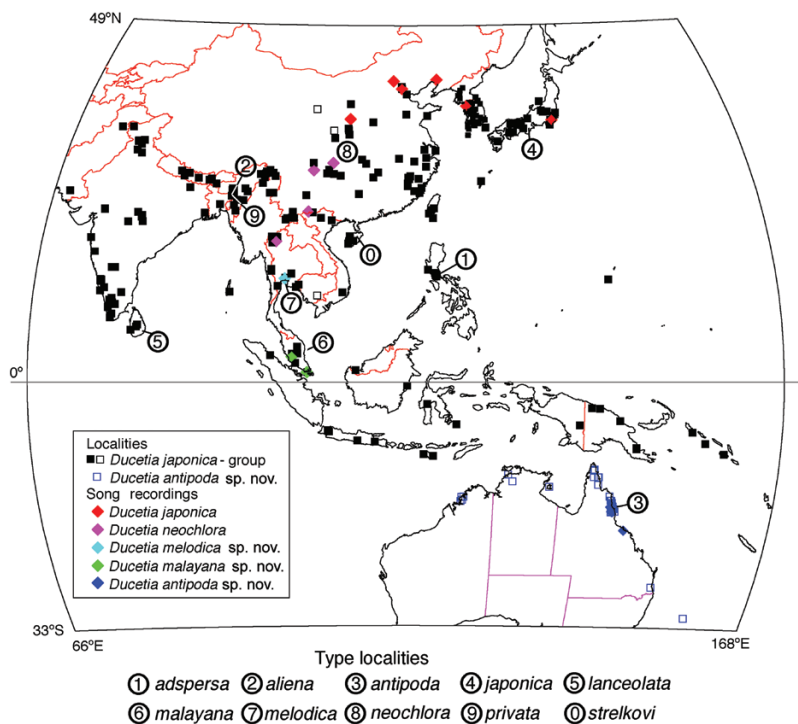 49ºN
2
8
4
9
0
1
7
5
6
0º
Localities
Ducetia japonica - group
Ducetia antipoda sp. nov.
Song recordings
Ducetia japonica
Ducetia neochlora
Ducetia melodica sp. nov.
Ducetia malayana sp. nov.
Ducetia antipoda sp. nov.
3
33ºS
66ºE
168ºE
Type localities
1 adspersa 2 aliena 3 antipoda 4 japonica 5 lanceolata
6 malayana 7 melodica 8 neochlora 9 privata 0 strelkovi